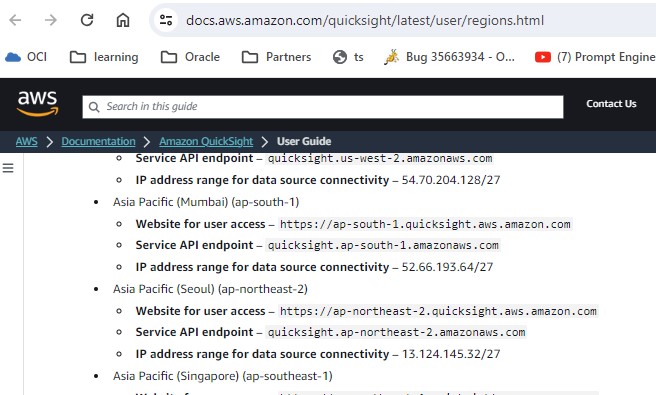 docs.aws.amazon.com/quicksight/latest/user/regions.html
OCI learning Oracle Partners ts Bug 35663934 - O... (7) Prompt Engine
aws Search in this guide Contact Us
AWS > Documentation > Amazon QuickSight > User Guide
Service API endpoint – quicksight.us-west-2.amazonaws.com
IP address range for data source connectivity – 54.70.204.128/27
Asia Pacific (Mumbai) (ap-south-1)
Website for user access – https://ap-south-1.quicksight.aws.amazon.com
Service API endpoint – quicksight.ap-south-1.amazonaws.com
IP address range for data source connectivity – 52.66.193.64/27
Asia Pacific (Seoul) (ap-northeast-2)
Website for user access – https://ap-northeast-2.quicksight.aws.amazon.com
Service API endpoint – quicksight.ap-northeast-2.amazonaws.com
IP address range for data source connectivity – 13.124.145.32/27
Asia Pacific (Singapore) (ap-southeast-1)